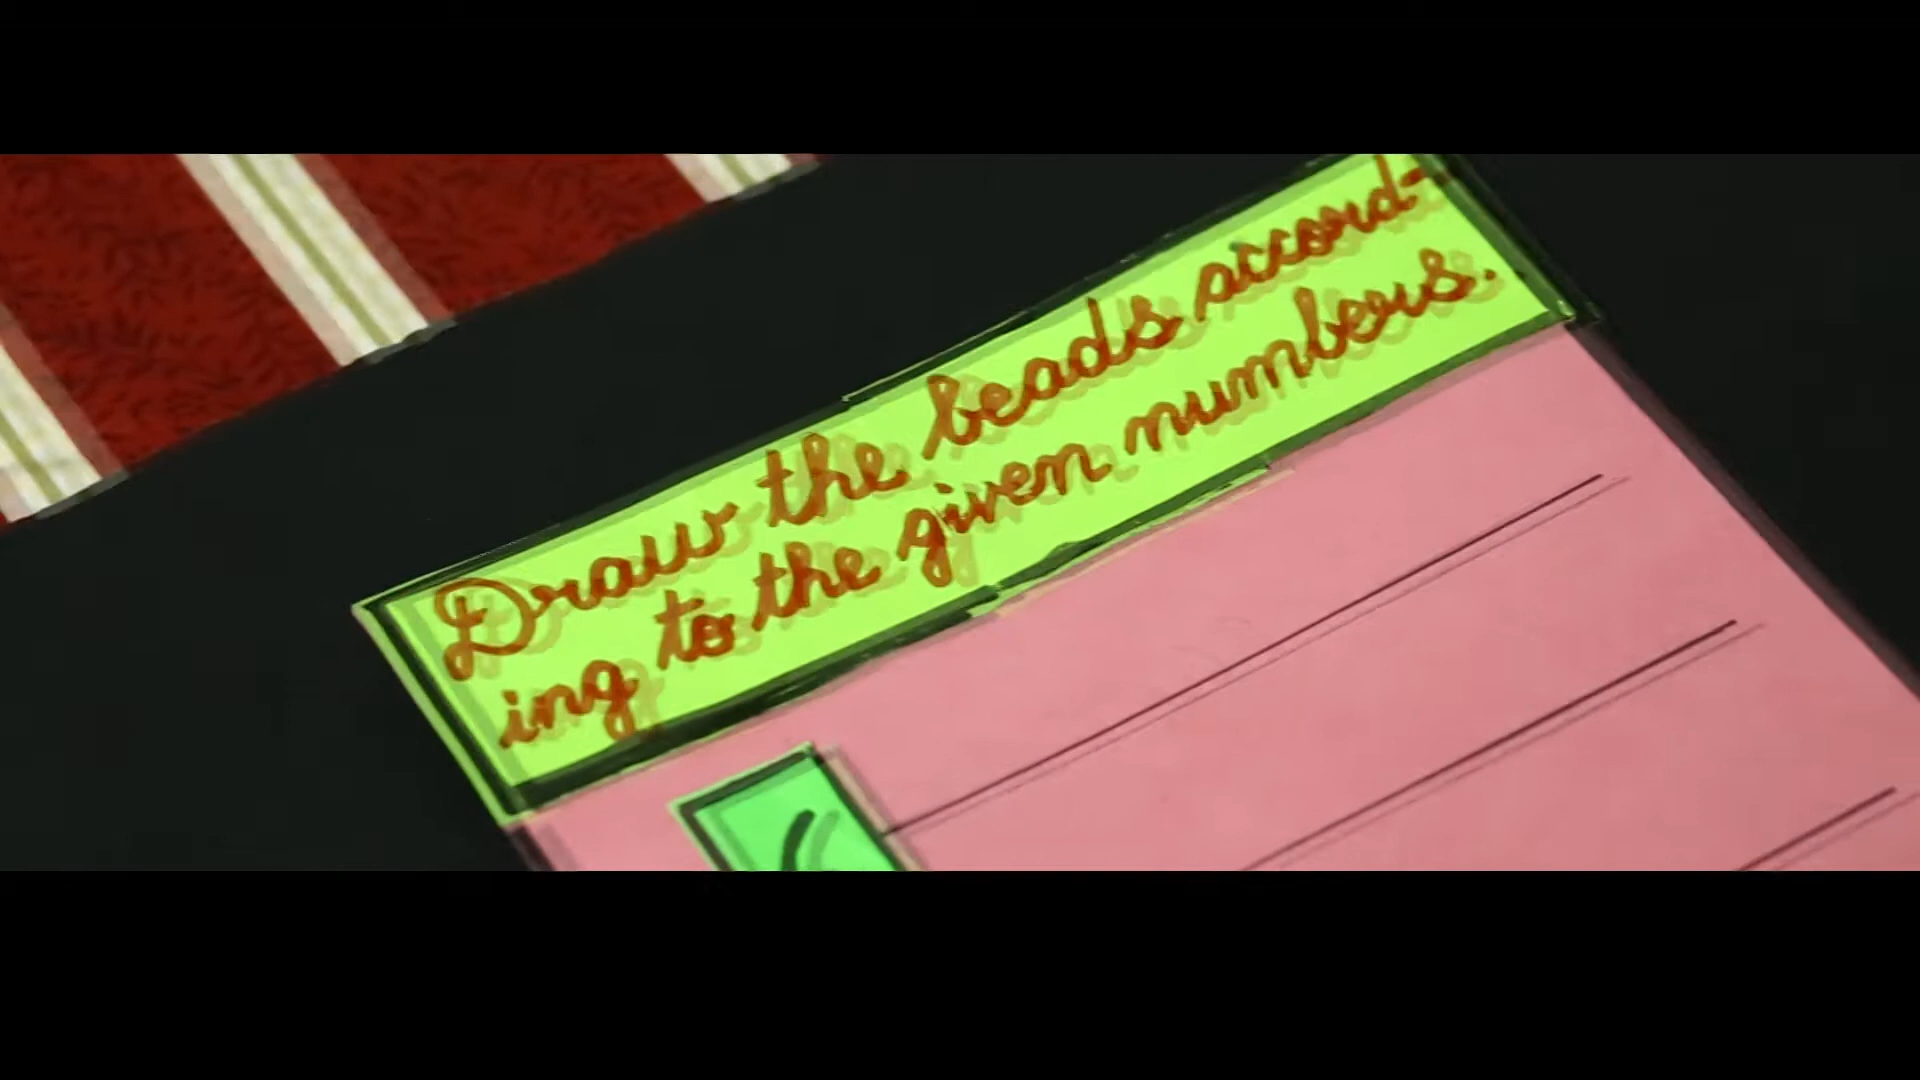 Draw the beads accord-
ing to the given numbers.